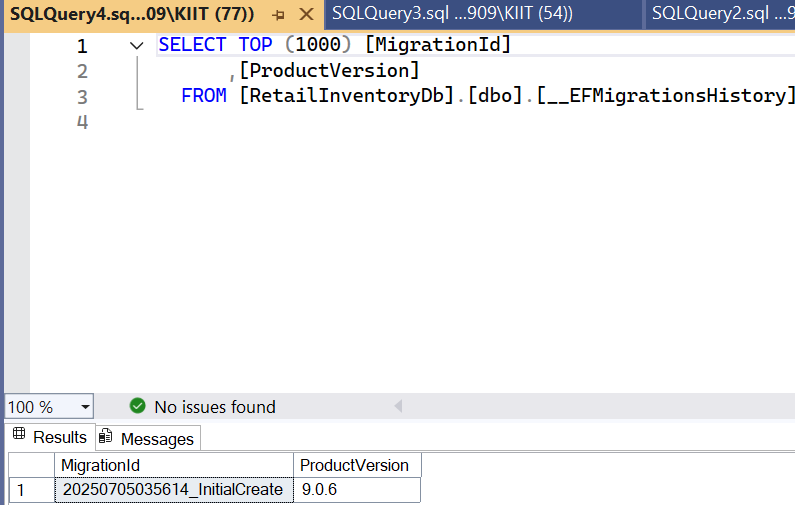 SQLQuery4.sq...09\KIIT (77))
SQLQuery3.sql ...909\KIIT (54))
SQLQuery2.sql ...9
1 SELECT TOP (1000) [MigrationId]
2 ,[ProductVersion]
3 FROM [RetailInventoryDb].[dbo].[__EFMigrationsHistory]
4
100 %
No issues found
Results
Messages
MigrationId ProductVersion
1 20250705035614_InitialCreate 9.0.6